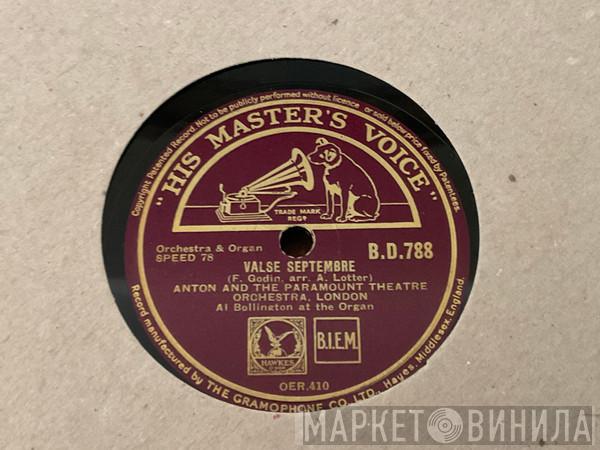 Copyright Patented Record. Not to be publicly performed without licence or sold below price fixed by Patentees.
"HIS MASTER'S VOICE"
TRADE MARK
REGD
Orchestra & Organ
SPEED 78
B.D.788
VALSE SEPTEMBRE
(F. Godin, arr. A. Lotter)
ANTON AND THE PARAMOUNT THEATRE
ORCHESTRA, LONDON
Al Bollington at the Organ
HAWKES
B.I.E.M.
OER.410
Record manufactured by THE GRAMOPHONE CO. LTD., Hayes, Middlesex, England.
МАРКЕТ ВИНИЛА